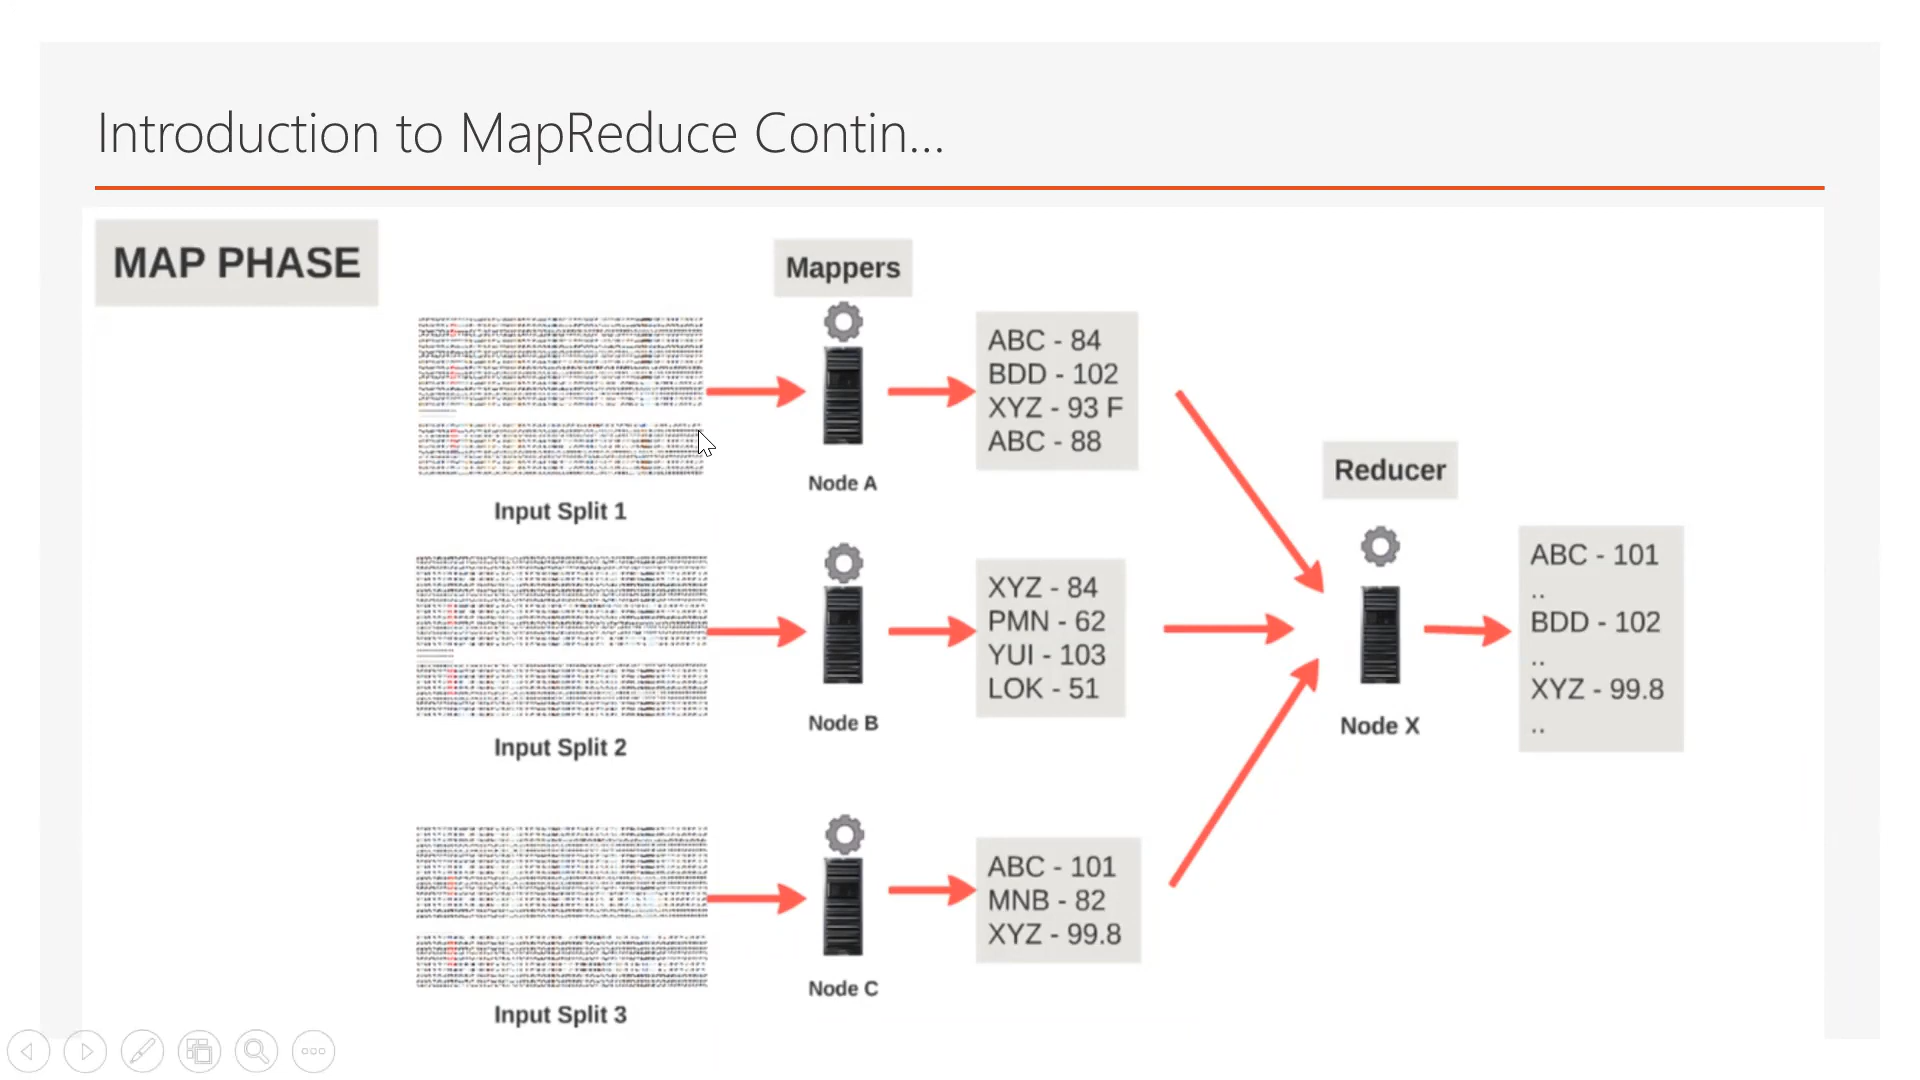 Introduction to MapReduce Contin...
MAP PHASE
Mappers
ABC - 84
BDD - 102
XYZ - 93 F
ABC - 88
Node A
Input Split 1
XYZ - 84
PMN - 62
YUI - 103
LOK - 51
Node B
Input Split 2
ABC - 101
MNB - 82
XYZ - 99.8
Node C
Input Split 3
Reducer
Node X
ABC - 101
..
BDD - 102
..
XYZ - 99.8
..